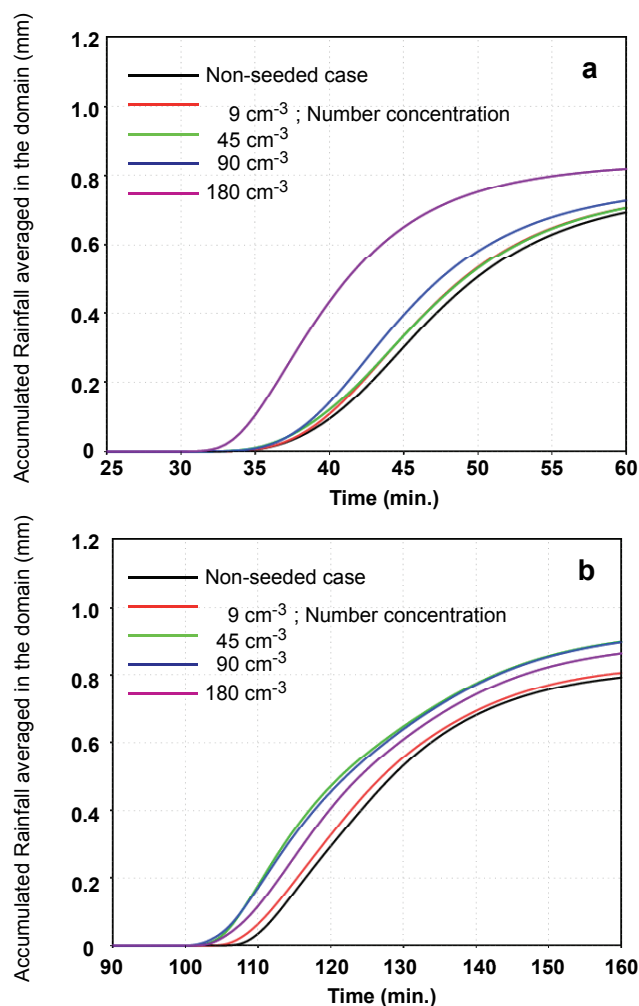 Accumulated Rainfall averaged in the domain (mm)
1.2
1.0
0.8
0.6
0.4
0.2
0
Non-seeded case
9 cm⁻³ ; Number concentration
45 cm⁻³
90 cm⁻³
180 cm⁻³
a
25 30 35 40 45 50 55 60
Time (min.)
Accumulated Rainfall averaged in the domain (mm)
1.2
1.0
0.8
0.6
0.4
0.2
0
Non-seeded case
9 cm⁻³ ; Number concentration
45 cm⁻³
90 cm⁻³
180 cm⁻³
b
90 100 110 120 130 140 150 160
Time (min.)